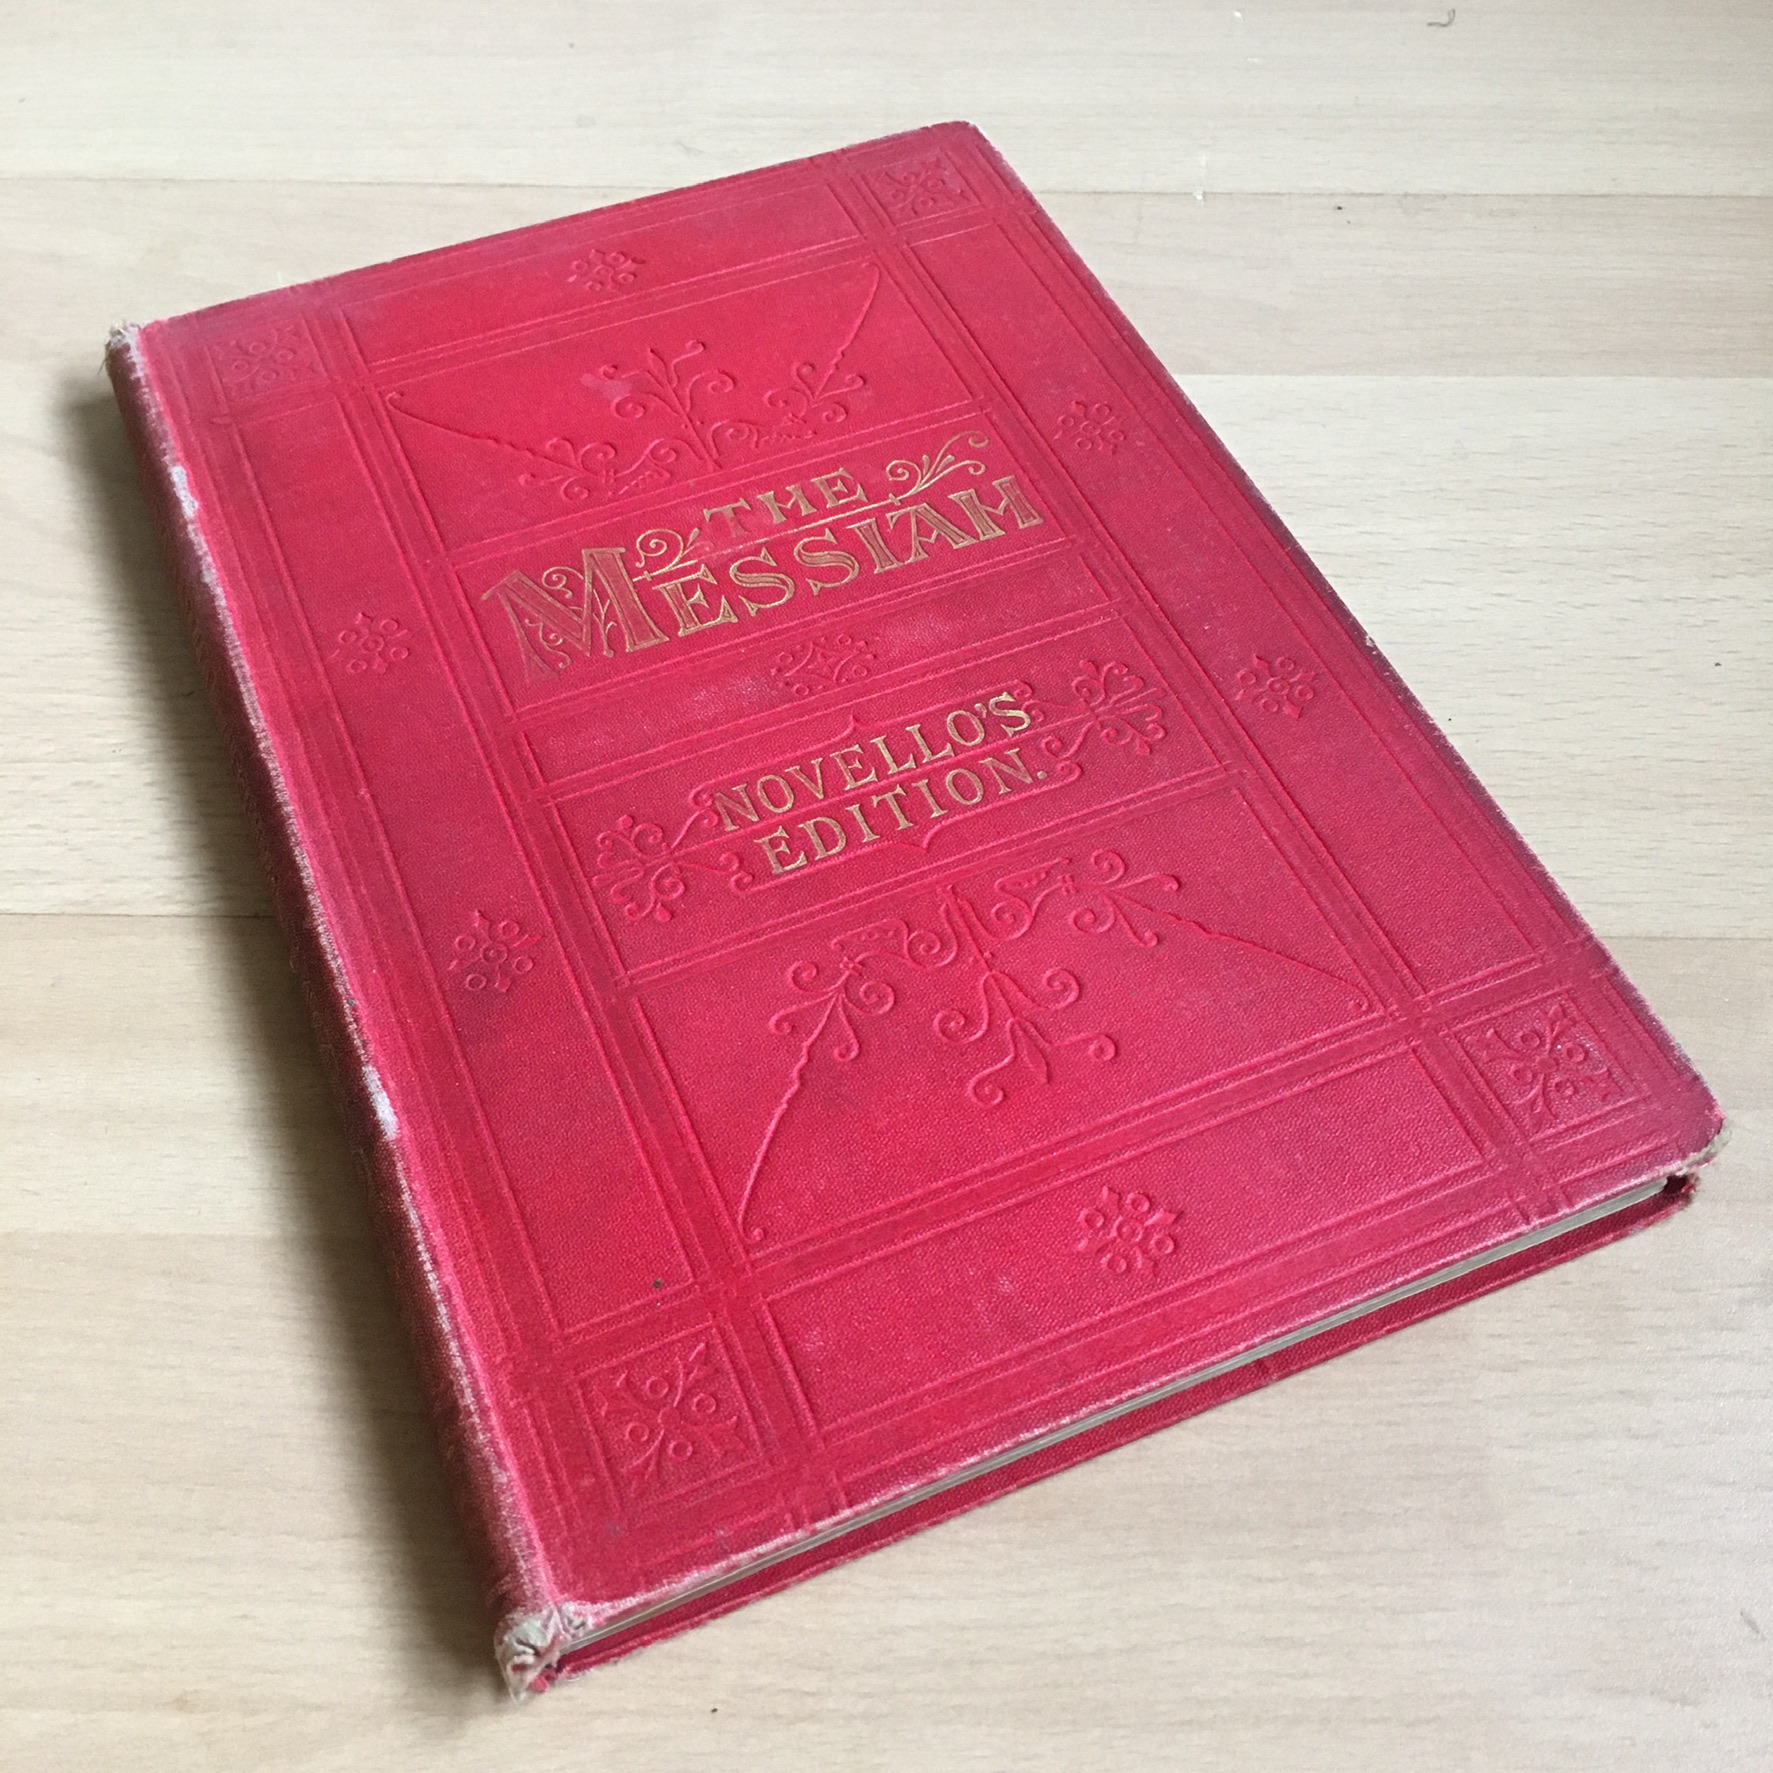 THE
MESSIAH
NOVELLO'S
EDITION.